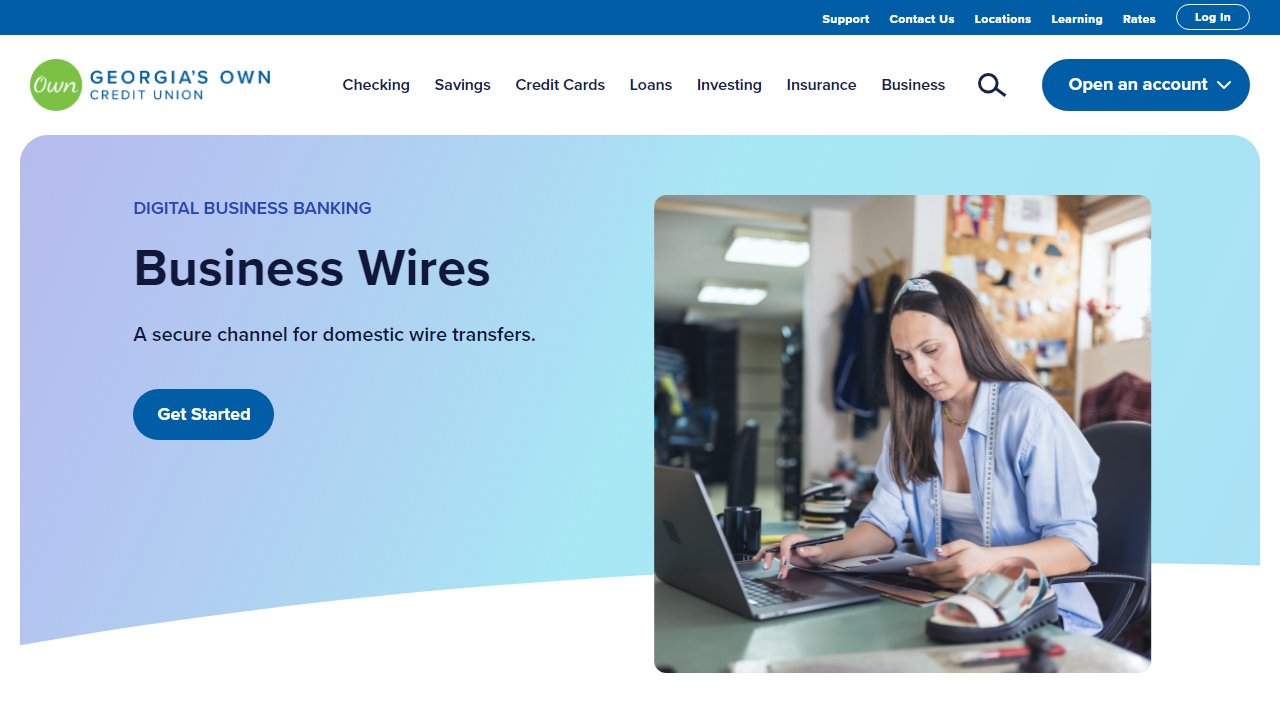 Support Contact Us Locations Learning Rates Log In
Own GEORGIA'S OWN
CREDIT UNION
Checking Savings Credit Cards Loans Investing Insurance Business Open an account
DIGITAL BUSINESS BANKING
Business Wires
A secure channel for domestic wire transfers.
Get Started